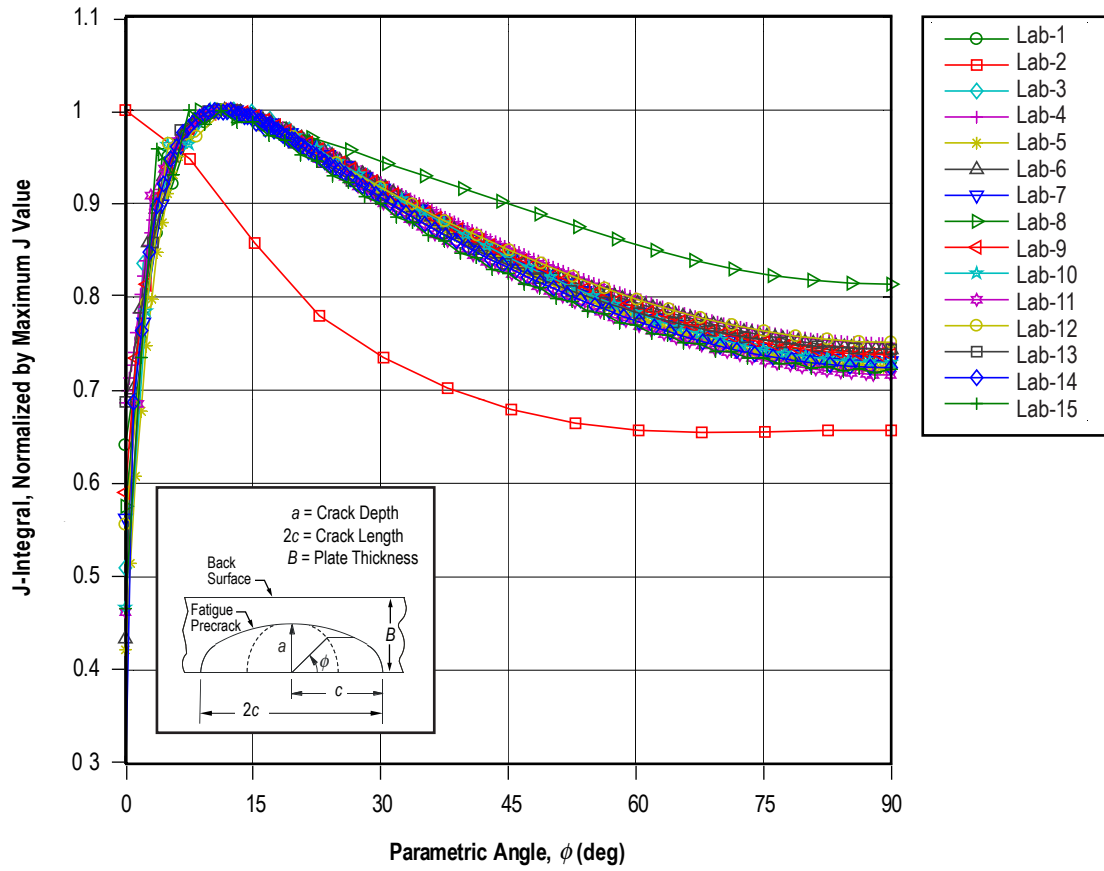 J-Integral, Normalized by Maximum J Value
1.1
1
0.9
0.8
0.7
0.6
0.5
0.4
0 3
0
15
30
45
60
75
90
Parametric Angle, ϕ (deg)
a = Crack Depth
2c = Crack Length
B = Plate Thickness
Back
Surface
Fatigue
Precrack
a
B
ϕ
c
2c
Lab-1
Lab-2
Lab-3
Lab-4
Lab-5
Lab-6
Lab-7
Lab-8
Lab-9
Lab-10
Lab-11
Lab-12
Lab-13
Lab-14
Lab-15